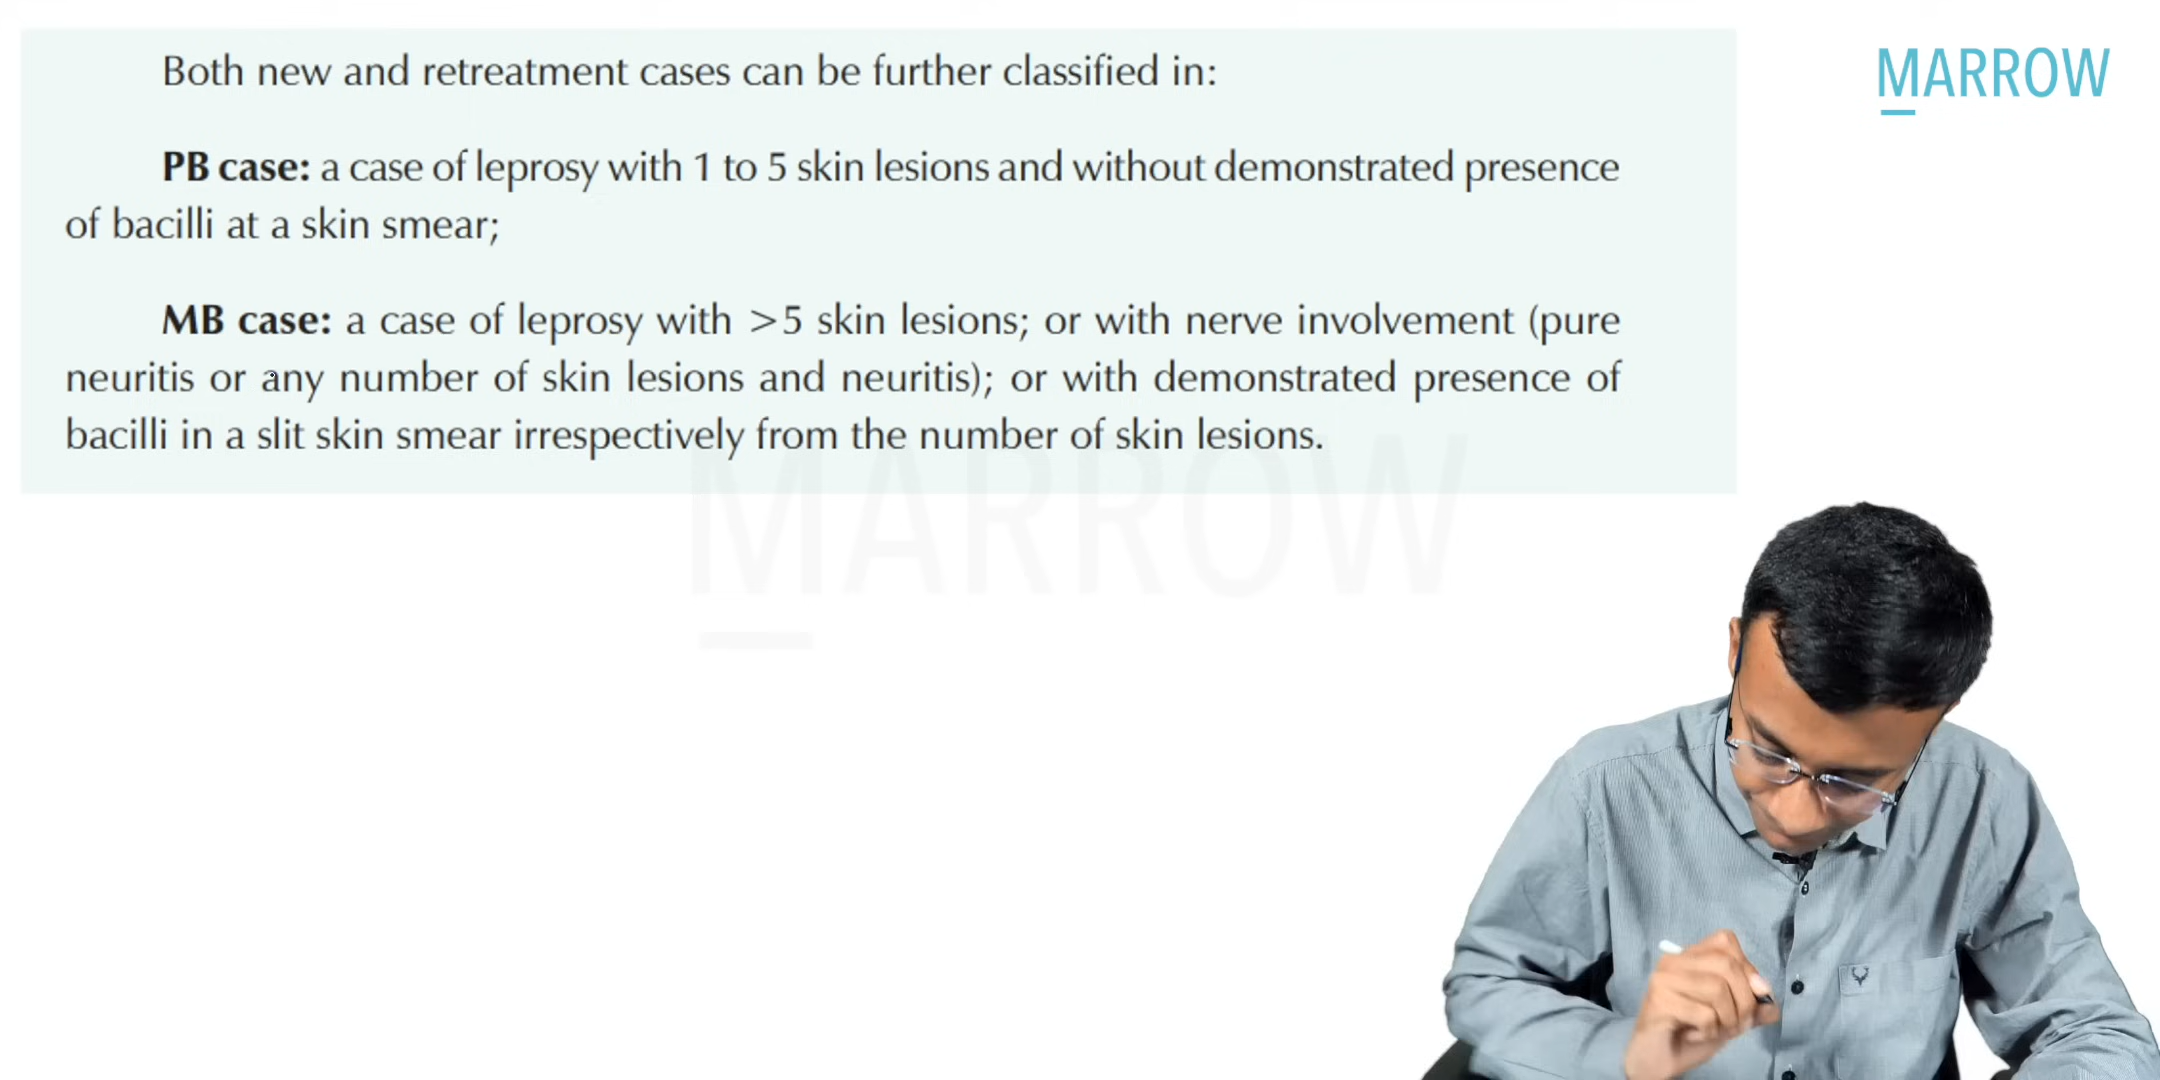 Both new and retreatment cases can be further classified in:
MARROW
PB case: a case of leprosy with 1 to 5 skin lesions and without demonstrated presence
of bacilli at a skin smear;
MB case: a case of leprosy with >5 skin lesions; or with nerve involvement (pure
neuritis or any number of skin lesions and neuritis); or with demonstrated presence of
bacilli in a slit skin smear irrespectively from the number of skin lesions.
MARROW